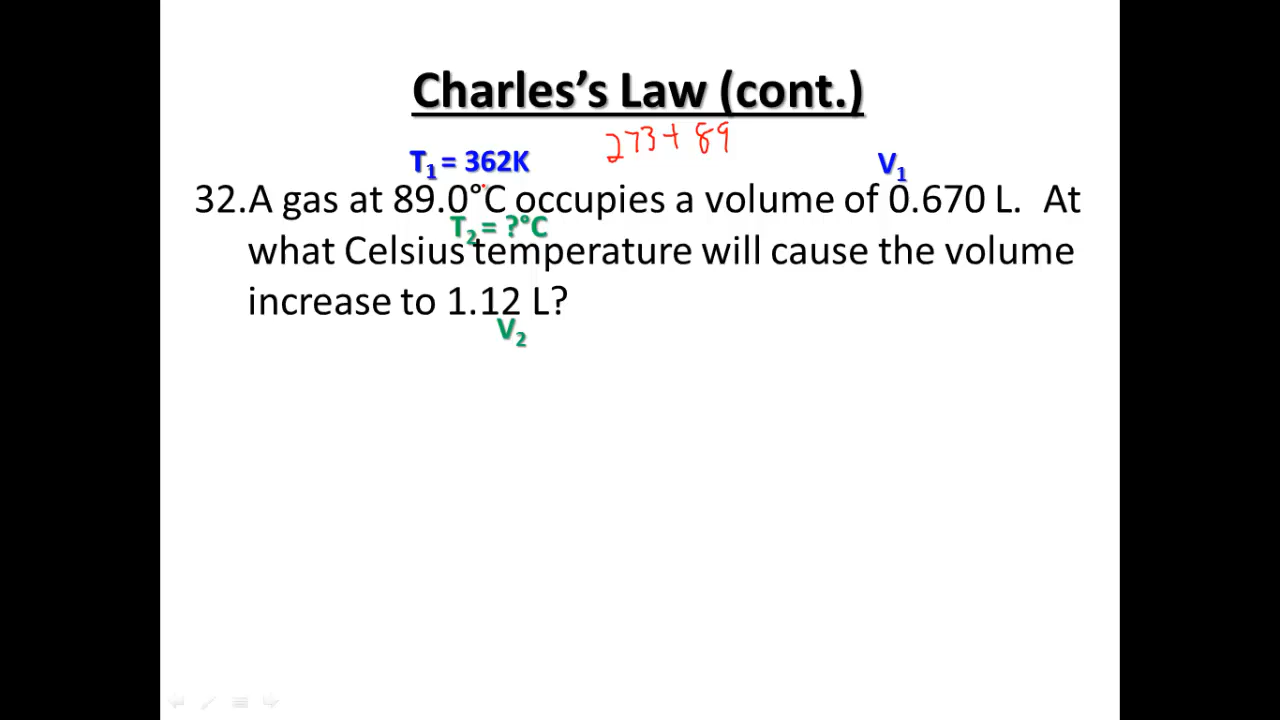 Charles’s Law (cont.)
273+ 89
T₁ = 362K
V₁
32.A gas at 89.0°C occupies a volume of 0.670 L. At
T₂ = ?°C
what Celsius temperature will cause the volume
increase to 1.12 L?
V₂